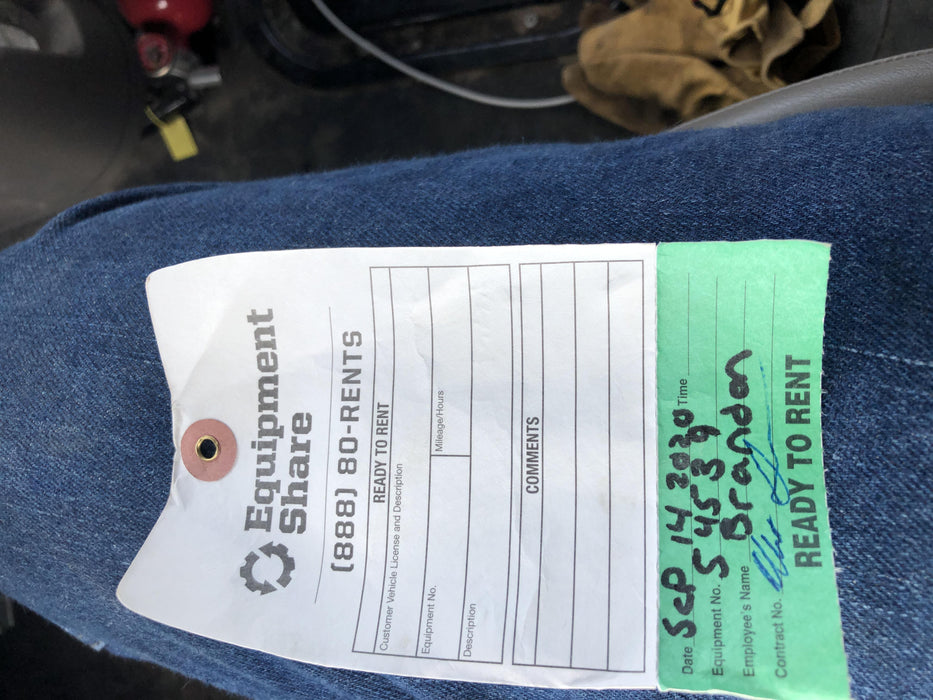 Equipment
Share
(888) 80-RENTS
READY TO RENT
Customer Vehicle License and Description
Equipment No.
Mileage/Hours
Description
COMMENTS
Date SeP 14 2020 Time
Equipment No. 54539
Employee's Name Brandon
Contract No.
READY TO RENT